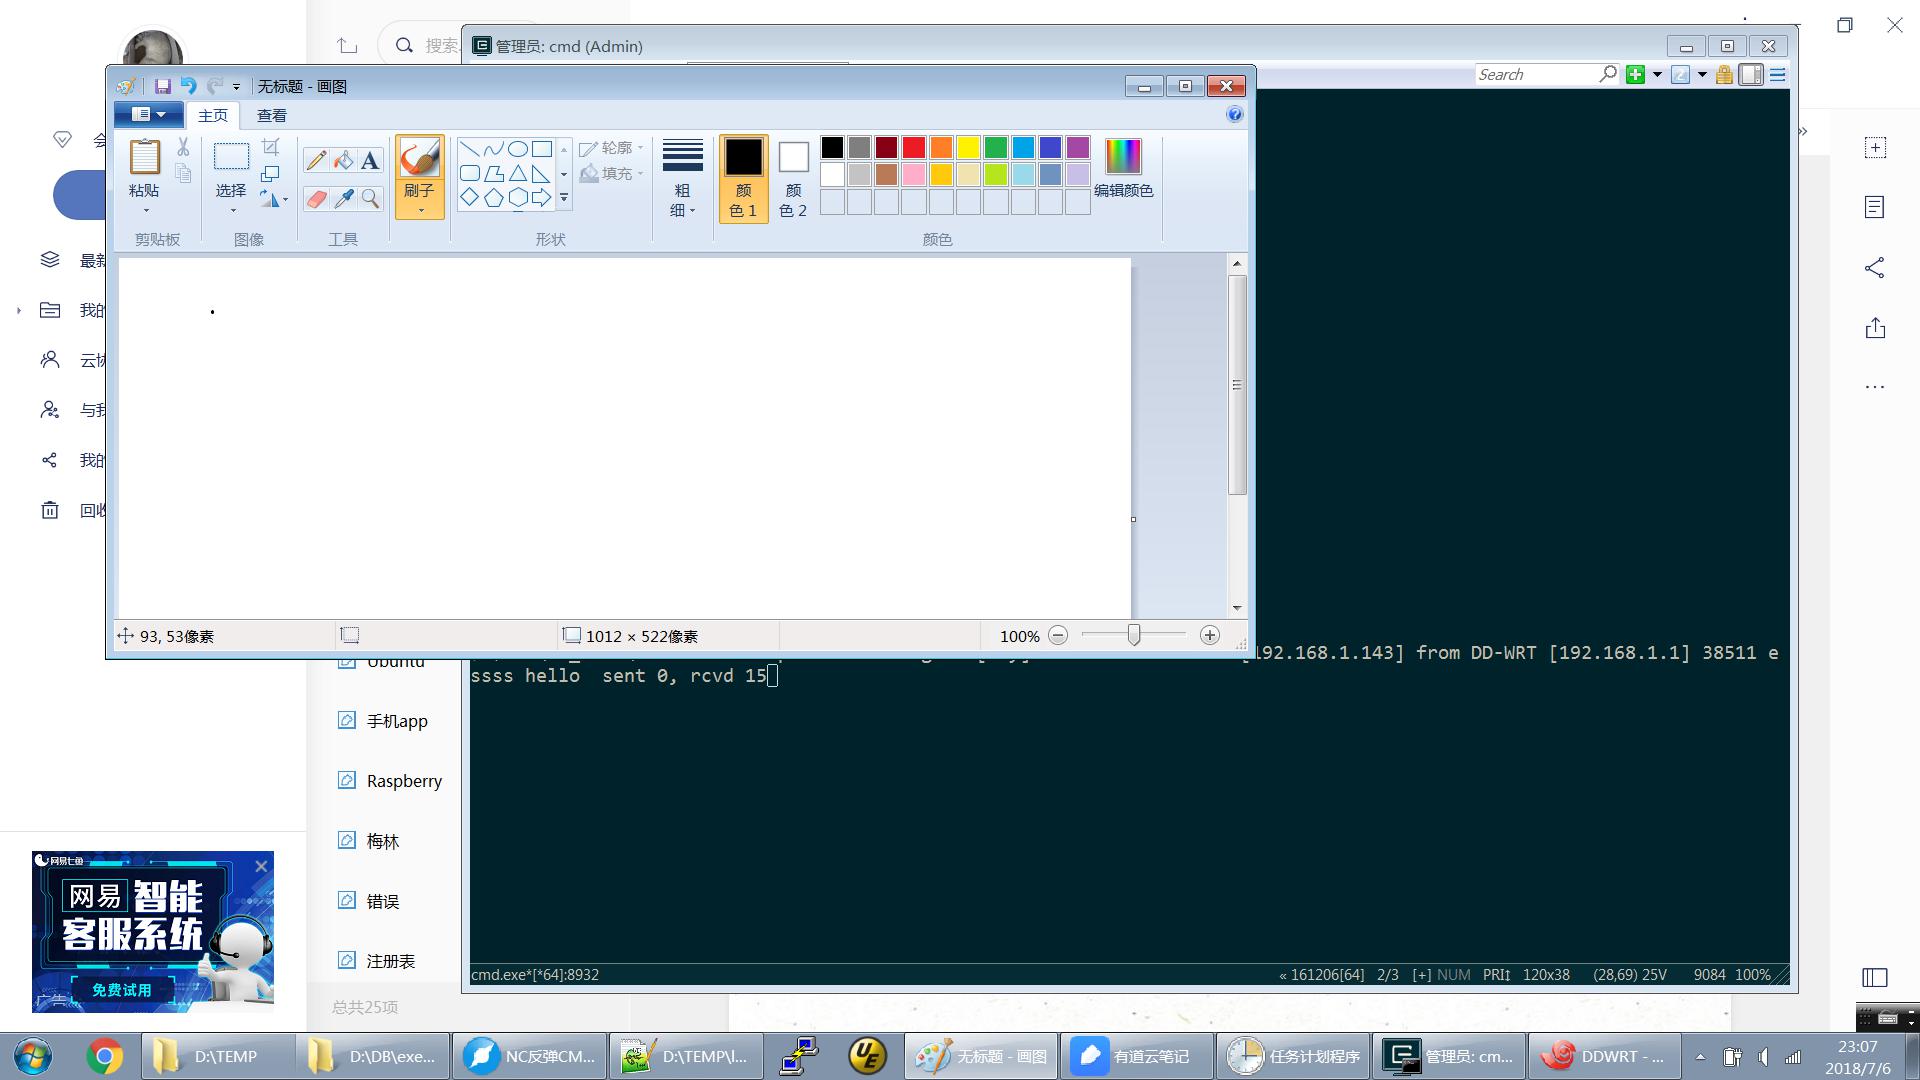 搜索
管理员: cmd (Admin)
Search
无标题 - 画图
主页
查看
粘贴
选择
刷子
轮廓
填充
粗细
颜色 1
颜色 2
编辑颜色
剪贴板
图像
工具
形状
颜色
会
最新
我的
云协
与我
我的
回收
93, 53像素
1012 × 522像素
100%
192.168.1.143] from DD-WRT [192.168.1.1] 38511 e
ssss hello  sent 0, rcvd 15
Ubuntu
手机app
Raspberry
梅林
错误
注册表
总共25项
网易七鱼
网易 智能
客服系统
免费试用
广告
cmd.exe*[*64]:8932
« 161206[64]
2/3
[+] NUM
PRI↕
120x38
(28,69) 25V
9084
100%
D:\TEMP
D:\DB\exe...
NC反弹CM...
D:\TEMP\l...
无标题 - 画图
有道云笔记
任务计划程序
管理员: cm...
DDWRT - ...
23:07
2018/7/6